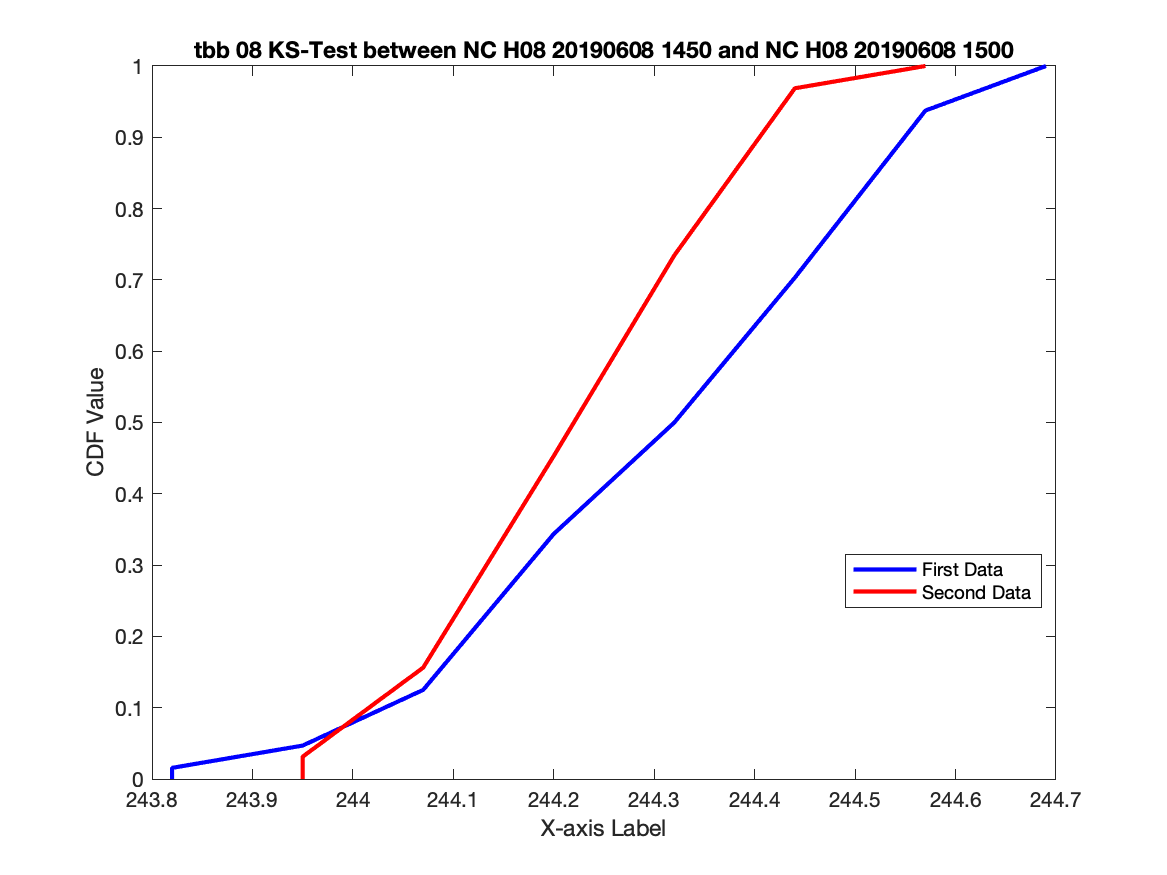 tbb 08 KS-Test between NC H08 20190608 1450 and NC H08 20190608 1500
1
0.9
0.8
0.7
0.6
0.5
0.4
0.3
0.2
0.1
0
CDF Value
First Data
Second Data
243.8 243.9 244 244.1 244.2 244.3 244.4 244.5 244.6 244.7
X-axis Label